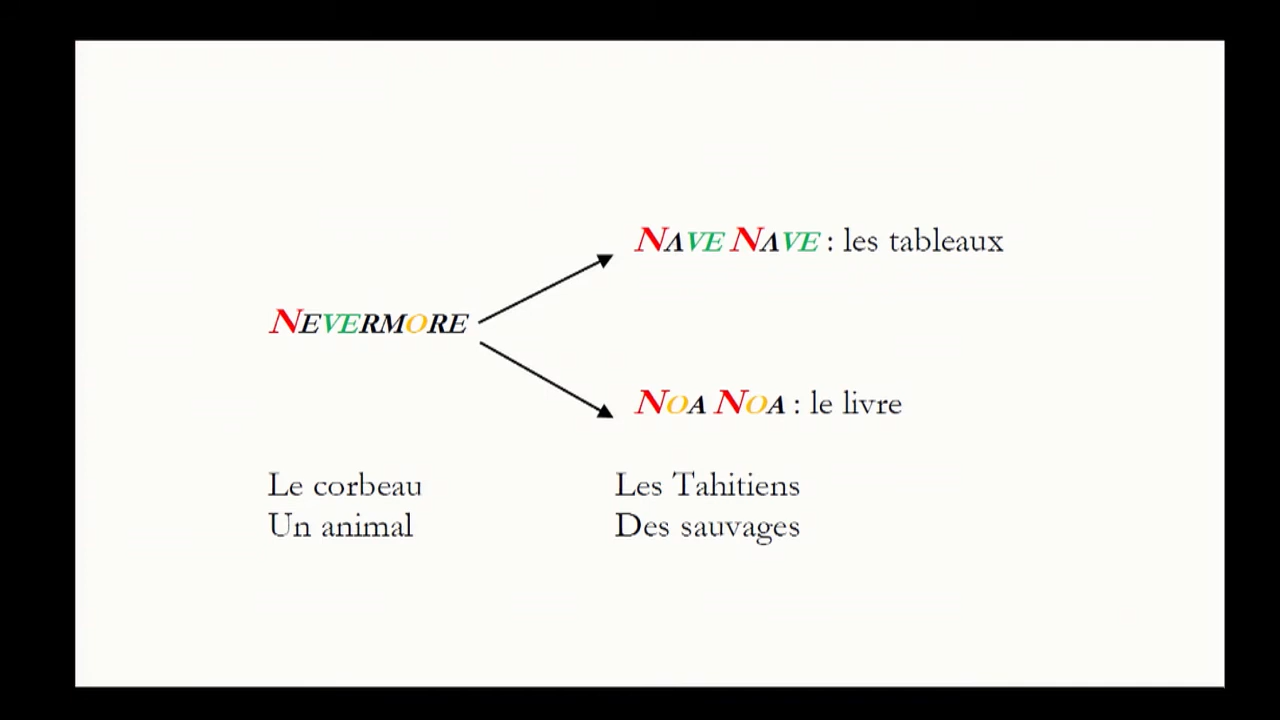 NAVE NAVE : les tableaux
NEVERMORE
NOA NOA : le livre
Le corbeau
Un animal
Les Tahitiens
Des sauvages